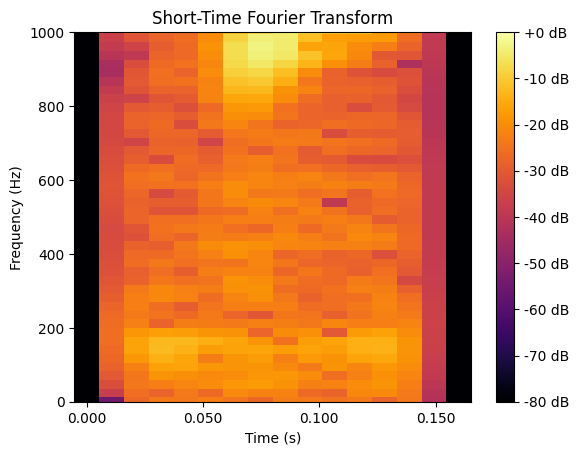 Short-Time Fourier Transform
1000
800
600
400
200
0
Frequency (Hz)
0.000
0.050
0.100
0.150
Time (s)
+0 dB
-10 dB
-20 dB
-30 dB
-40 dB
-50 dB
-60 dB
-70 dB
-80 dB